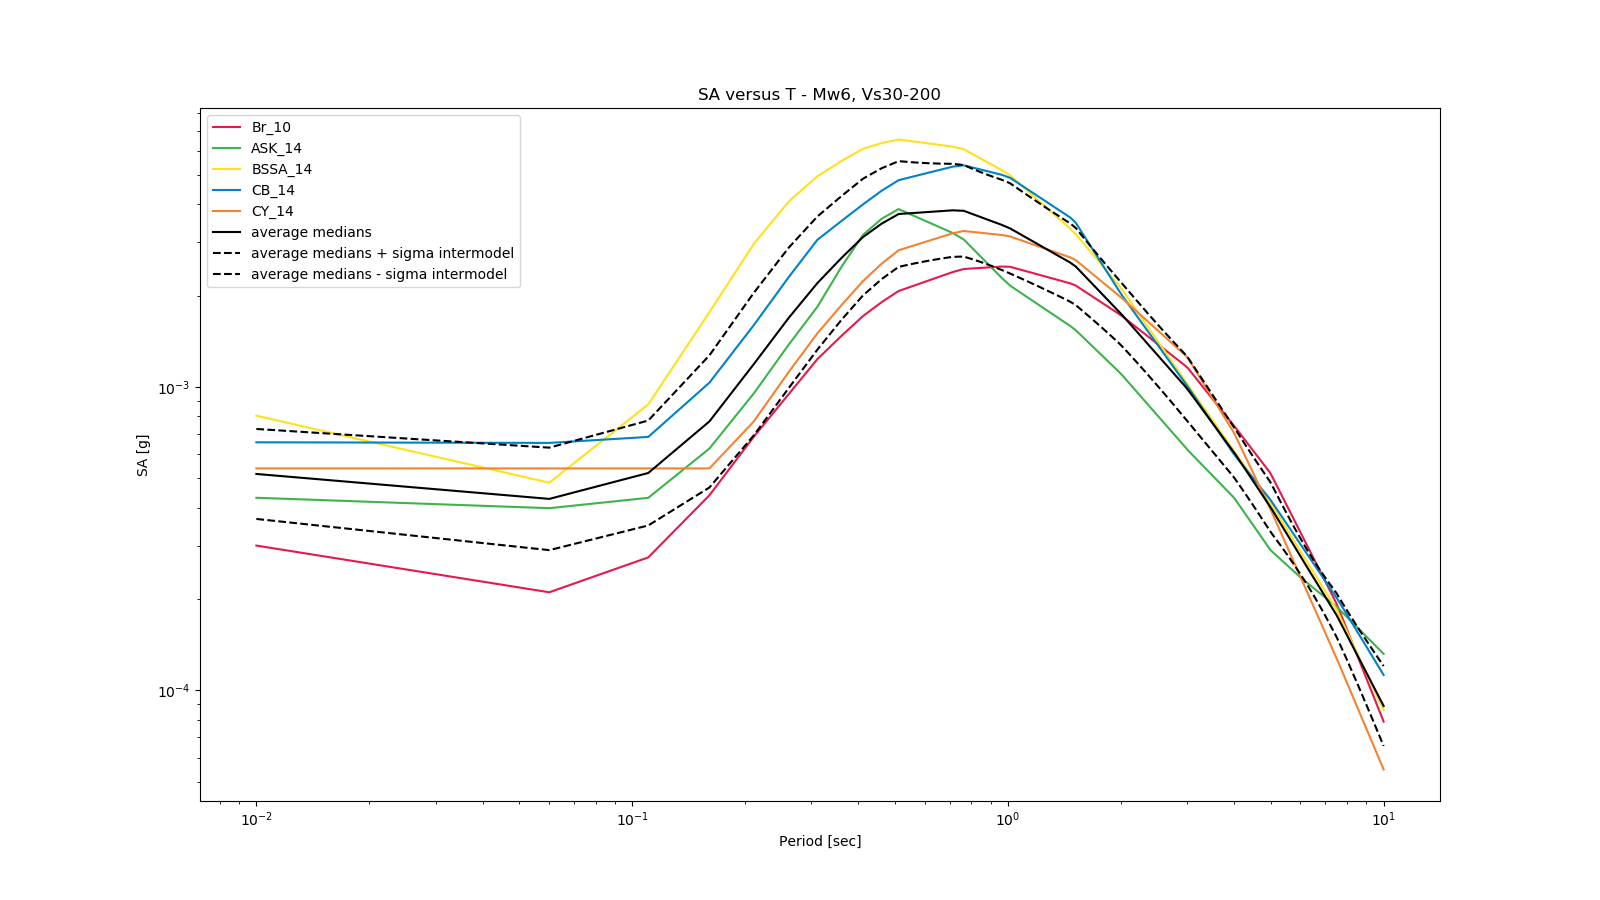 SA versus T - Mw6, Vs30-200
Br_10
ASK_14
BSSA_14
CB_14
CY_14
average medians
average medians + sigma intermodel
average medians - sigma intermodel
SA [g]
10⁻³
10⁻⁴
10⁻² 10⁻¹ 10⁰ 10¹
Period [sec]